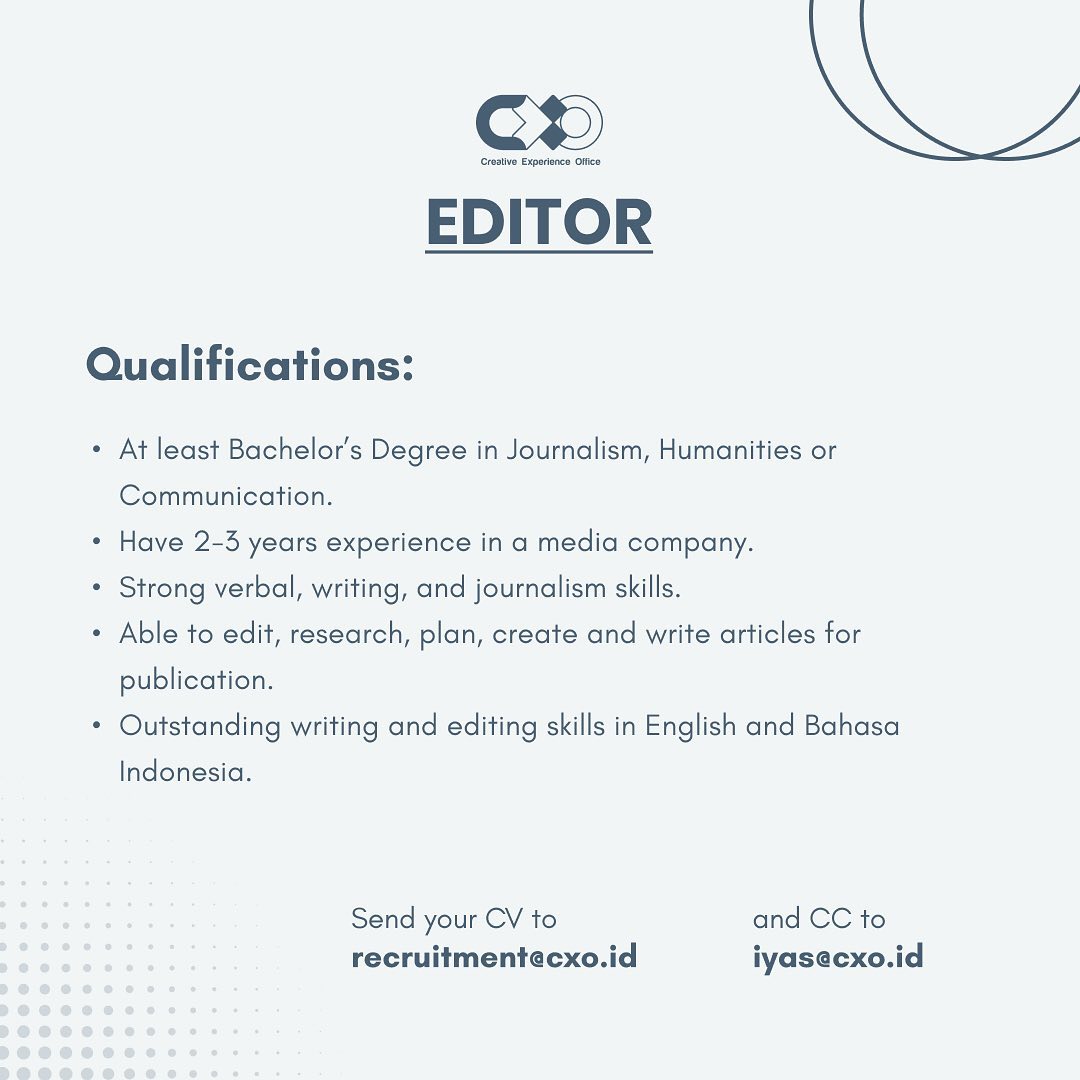 CXO
Creative Experience Office
EDITOR
Qualifications:
• At least Bachelor’s Degree in Journalism, Humanities or
Communication.
• Have 2-3 years experience in a media company.
• Strong verbal, writing, and journalism skills.
• Able to edit, research, plan, create and write articles for
publication.
• Outstanding writing and editing skills in English and Bahasa
Indonesia.
Send your CV to
recruitment@cxo.id
and CC to
iyas@cxo.id